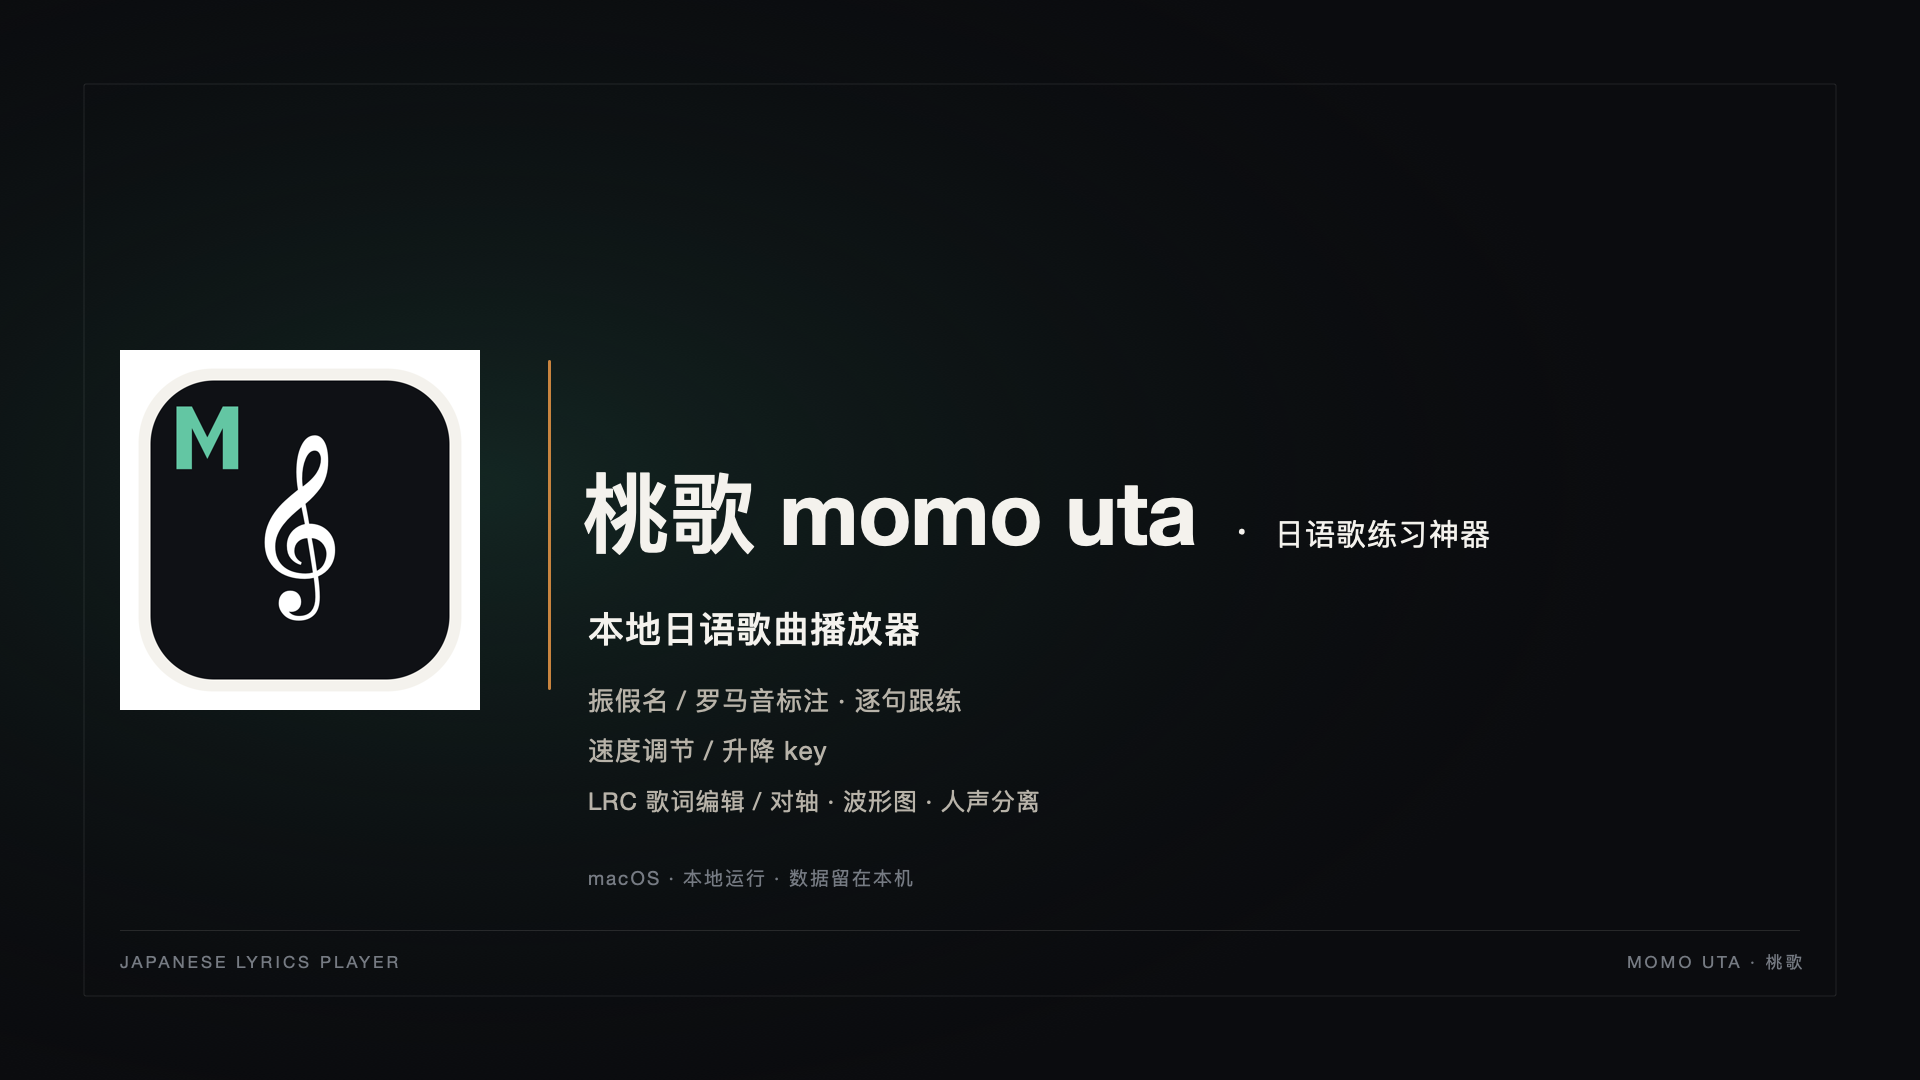 M
桃歌 momo uta · 日语歌练习神器
本地日语歌曲播放器
振假名 / 罗马音标注 · 逐句跟练
速度调节 / 升降 key
LRC 歌词编辑 / 对轴 · 波形图 · 人声分离
macOS · 本地运行 · 数据留在本机
JAPANESE LYRICS PLAYER
MOMO UTA · 桃歌